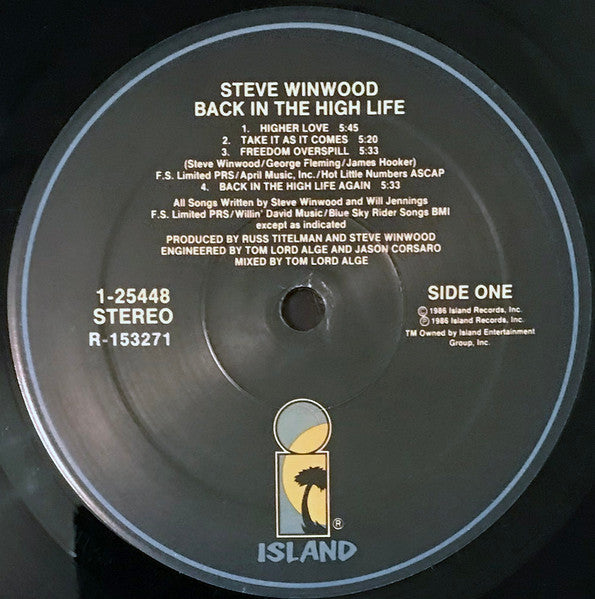 STEVE WINWOOD
BACK IN THE HIGH LIFE
1. HIGHER LOVE 5:45
2. TAKE IT AS IT COMES 5:20
3. FREEDOM OVERSPILL 5:33
(Steve Winwood/George Fleming/James Hooker)
F.S. Limited PRS/April Music, Inc./Hot Little Numbers ASCAP
4. BACK IN THE HIGH LIFE AGAIN 5:33
All Songs Written by Steve Winwood and Will Jennings
F.S. Limited PRS/Willin' David Music/Blue Sky Rider Songs BMI
except as indicated
PRODUCED BY RUSS TITELMAN AND STEVE WINWOOD
ENGINEERED BY TOM LORD ALGE AND JASON CORSARO
MIXED BY TOM LORD ALGE
1-25448
STEREO
R-153271
SIDE ONE
© 1986 Island Records, Inc.
℗ 1986 Island Records, Inc.
TM Owned by Island Entertainment
Group, Inc.
®
ISLAND